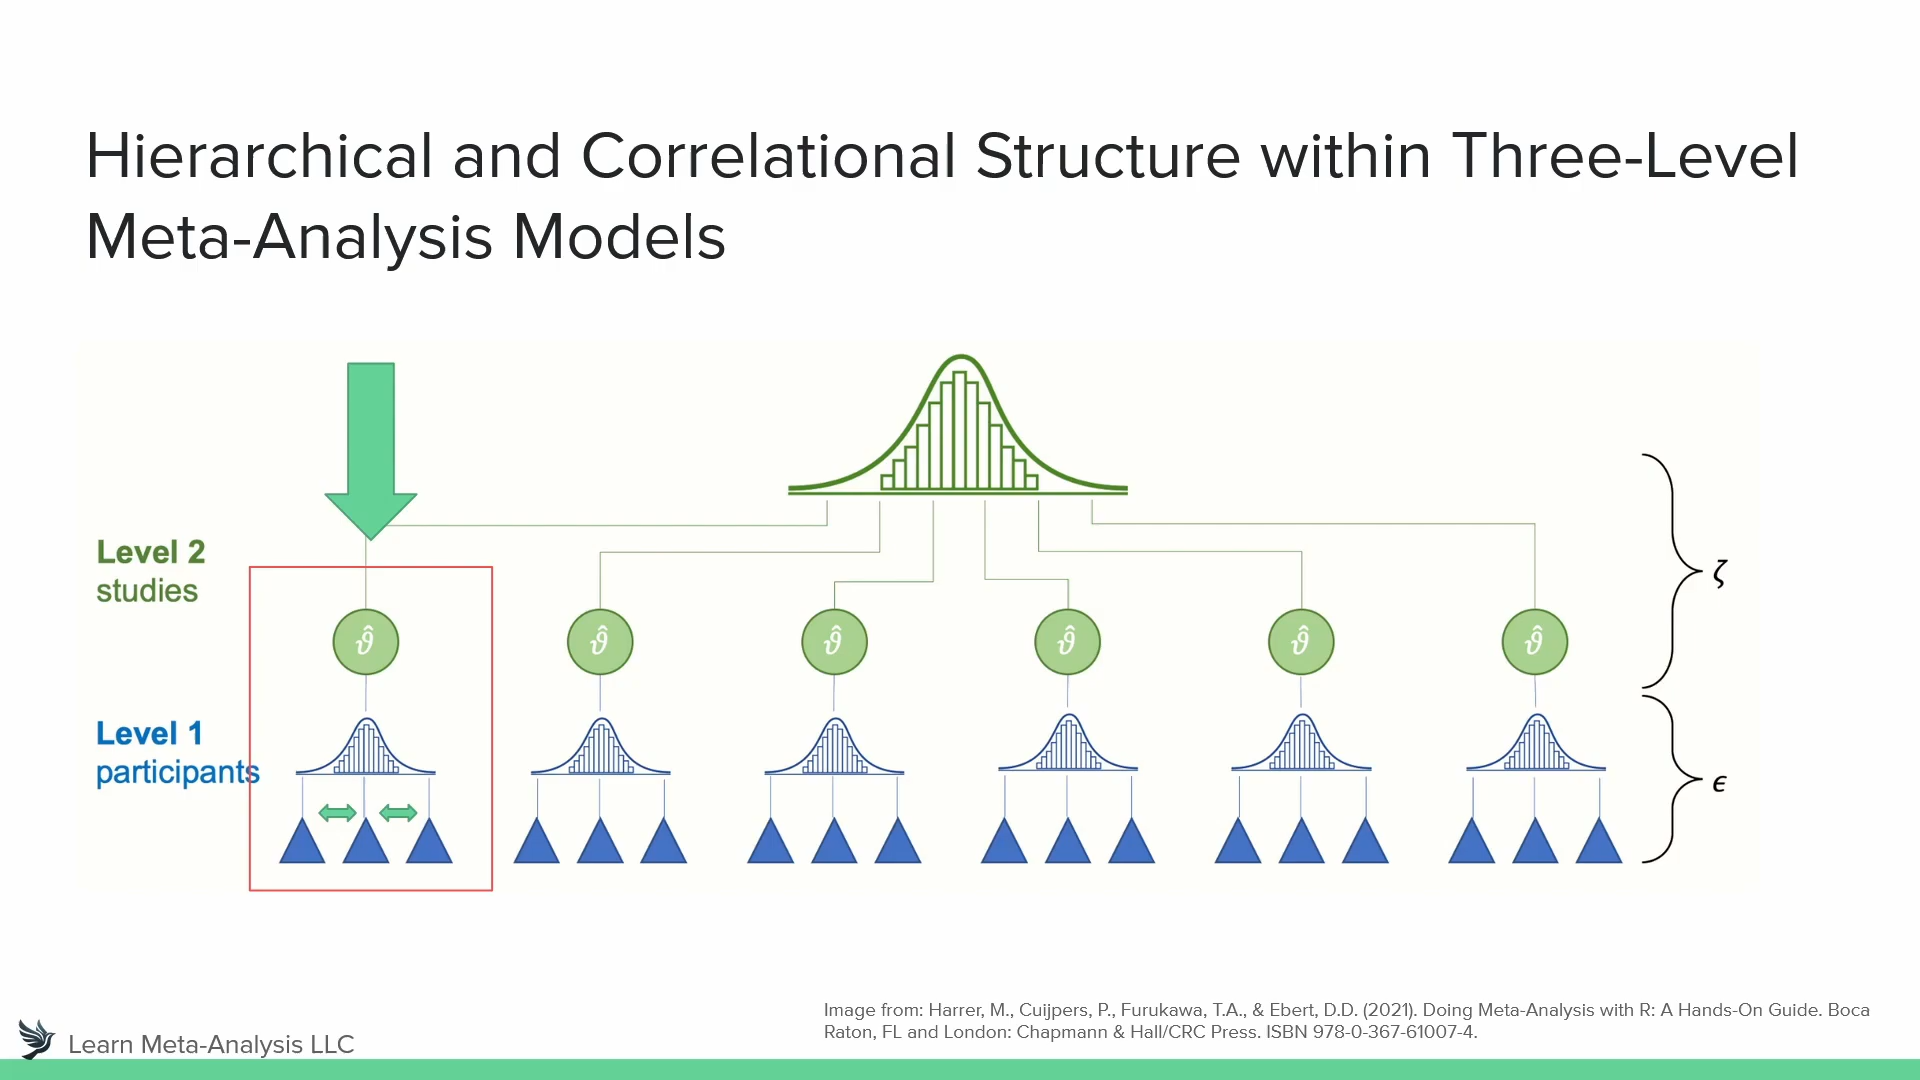 Hierarchical and Correlational Structure within Three-Level
Meta-Analysis Models
Level 2
studies
ζ
ϑ̂ ϑ̂ ϑ̂ ϑ̂ ϑ̂ ϑ̂
Level 1
participants
ϵ
Image from: Harrer, M., Cuijpers, P., Furukawa, T.A., & Ebert, D.D. (2021). Doing Meta-Analysis with R: A Hands-On Guide. Boca
Raton, FL and London: Chapmann & Hall/CRC Press. ISBN 978-0-367-61007-4.
Learn Meta-Analysis LLC